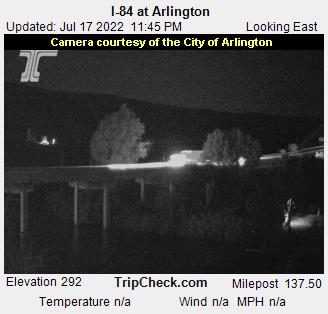 I-84 at Arlington
Updated: Jul 17 2022 11:45 PM Looking East
Camera courtesy of the City of Arlington
Elevation 292 TripCheck.com Milepost 137.50
Temperature n/a Wind n/a MPH n/a